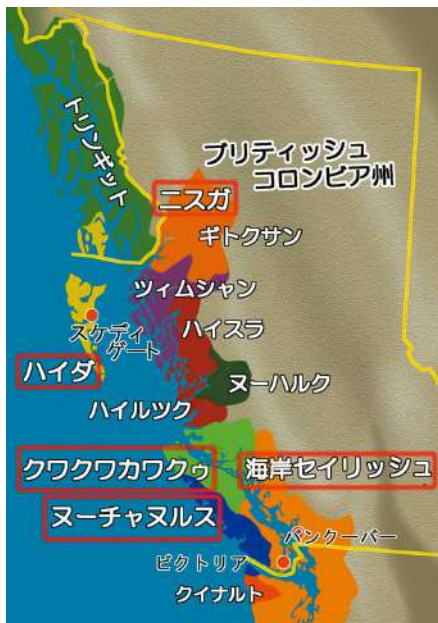 トリンギット
ブリティッシュ
コロンビア州
ニスガ
ギトクサン
ツィムシャン
スケディ
ゲート
ハイスラ
ハイダ
ヌーハルク
ハイルツク
クワクワカワクゥ
海岸セイリッシュ
ヌーチャヌルス
バンクーバー
ビクトリア
クイナルト